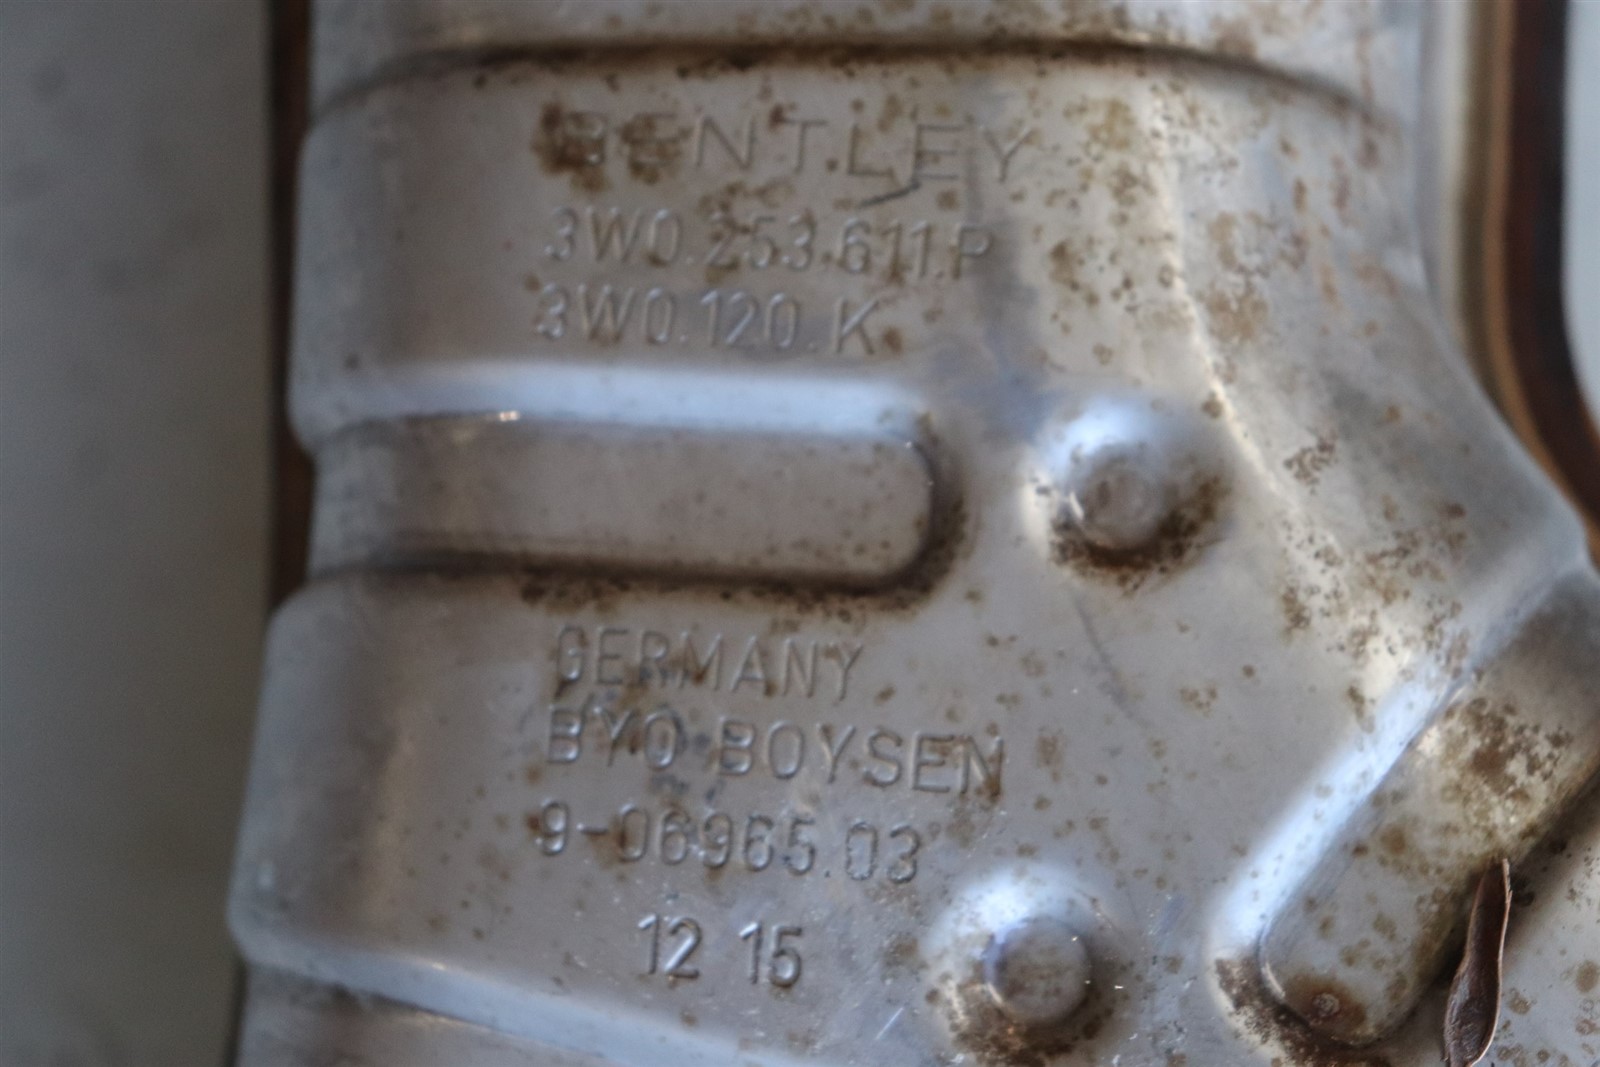 BENTLEY
3W0.253.611.P
3W0.120.K
GERMANY
BYO BOYSEN
9-06965.03
12 15